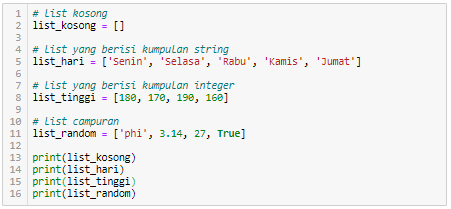 1 # List kosong
2 list_kosong = []
3
4 # List yang berisi kumpulan string
5 list_hari = ['Senin', 'Selasa', 'Rabu', 'Kamis', 'Jumat']
6
7 # List yang berisi kumpulan integer
8 list_tinggi = [180, 170, 190, 160]
9
10 # List campuran
11 list_random = ['phi', 3.14, 27, True]
12
13 print(list_kosong)
14 print(list_hari)
15 print(list_tinggi)
16 print(list_random)